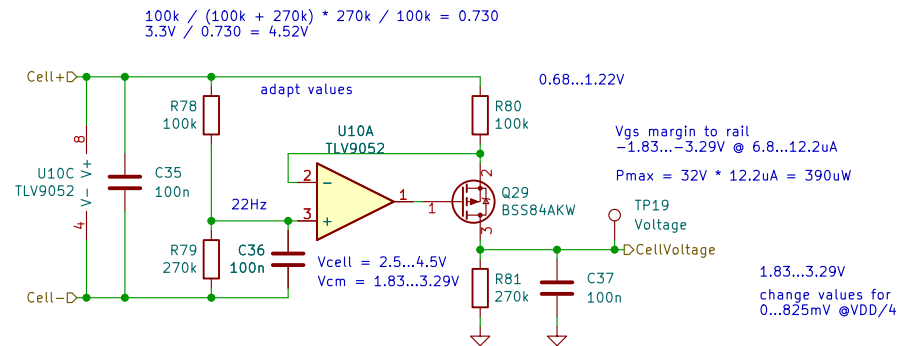 100k / (100k + 270k) * 270k / 100k = 0.730
3.3V / 0.730 = 4.52V
Cell+
adapt values
0.68...1.22V
R78
100k
R80
100k
U10A
TLV9052
Vgs margin to rail
-1.83...-3.29V @ 6.8...12.2uA
Pmax = 32V * 12.2uA = 390uW
8
V+
U10C
TLV9052
V-
4
C35
100n
2
-
3
+
1
1
2
3
Q29
BSS84AKW
TP19
Voltage
22Hz
CellVoltage
R79
270k
C36
100n
Vcell = 2.5...4.5V
Vcm = 1.83...3.29V
R81
270k
C37
100n
1.83...3.29V
change values for
0...825mV @VDD/4
Cell-